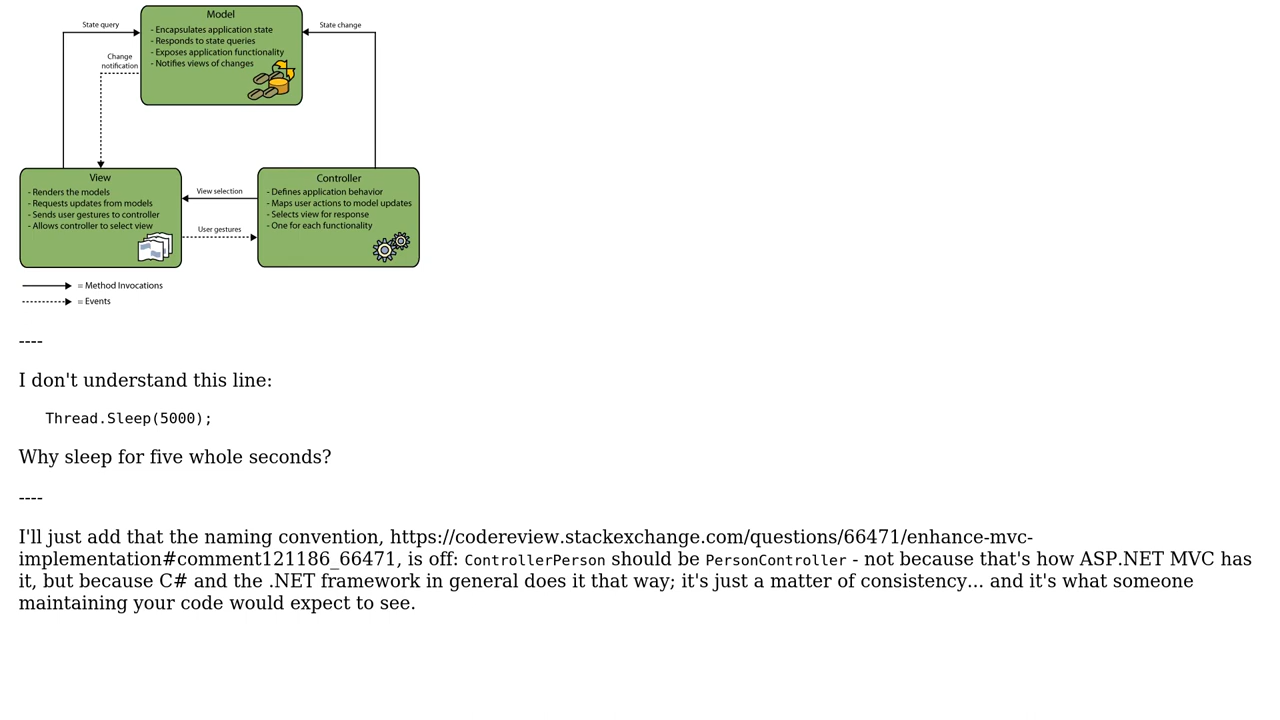 Model
State query
State change
- Encapsulates application state
- Responds to state queries
- Exposes application functionality
- Notifies views of changes
Change
notification
View
- Renders the models
- Requests updates from models
- Sends user gestures to controller
- Allows controller to select view
View selection
User gestures
Controller
- Defines application behavior
- Maps user actions to model updates
- Selects view for response
- One for each functionality
= Method Invocations
= Events
----
I don't understand this line:
Thread.Sleep(5000);
Why sleep for five whole seconds?
----
I'll just add that the naming convention, https://codereview.stackexchange.com/questions/66471/enhance-mvc-
implementation#comment121186_66471, is off: ControllerPerson should be PersonController - not because that's how ASP.NET MVC has
it, but because C# and the .NET framework in general does it that way; it's just a matter of consistency... and it's what someone
maintaining your code would expect to see.